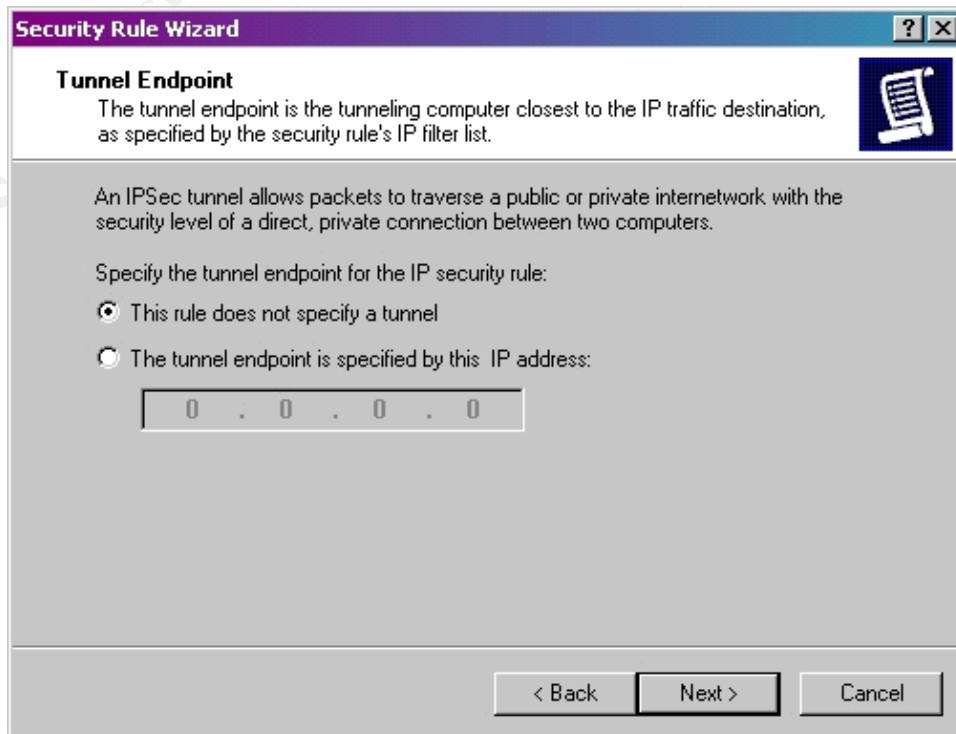 Security Rule Wizard
Tunnel Endpoint
The tunnel endpoint is the tunneling computer closest to the IP traffic destination,
as specified by the security rule's IP filter list.
An IPSec tunnel allows packets to traverse a public or private internetwork with the
security level of a direct, private connection between two computers.
Specify the tunnel endpoint for the IP security rule:
This rule does not specify a tunnel
The tunnel endpoint is specified by this IP address:
0 . 0 . 0 . 0
< Back Next > Cancel